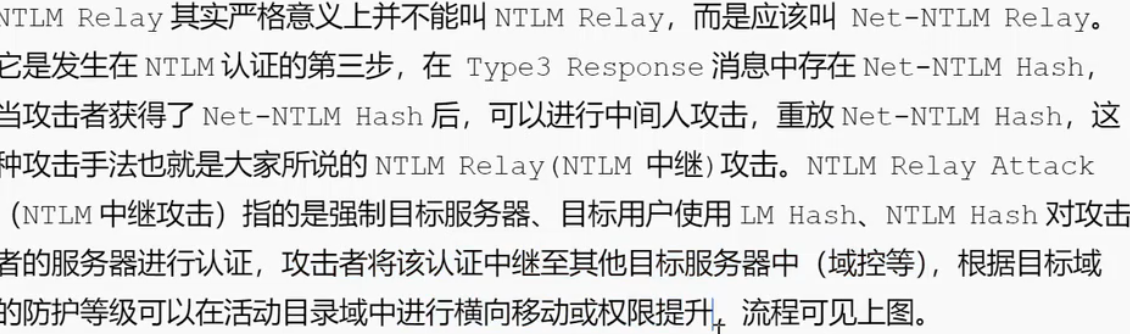 NTLM Relay 其实严格意义上并不能叫 NTLM Relay，而是应该叫 Net-NTLM Relay。
它是发生在 NTLM 认证的第三步，在 Type3 Response 消息中存在 Net-NTLM Hash，
当攻击者获得了 Net-NTLM Hash 后，可以进行中间人攻击，重放 Net-NTLM Hash，这
种攻击手法也就是大家所说的 NTLM Relay(NTLM 中继)攻击。NTLM Relay Attack
（NTLM 中继攻击）指的是强制目标服务器、目标用户使用 LM Hash、NTLM Hash 对攻击
者的服务器进行认证，攻击者将该认证中继至其他目标服务器中（域控等），根据目标域
的防护等级可以在活动目录域中进行横向移动或权限提升，流程可见上图。